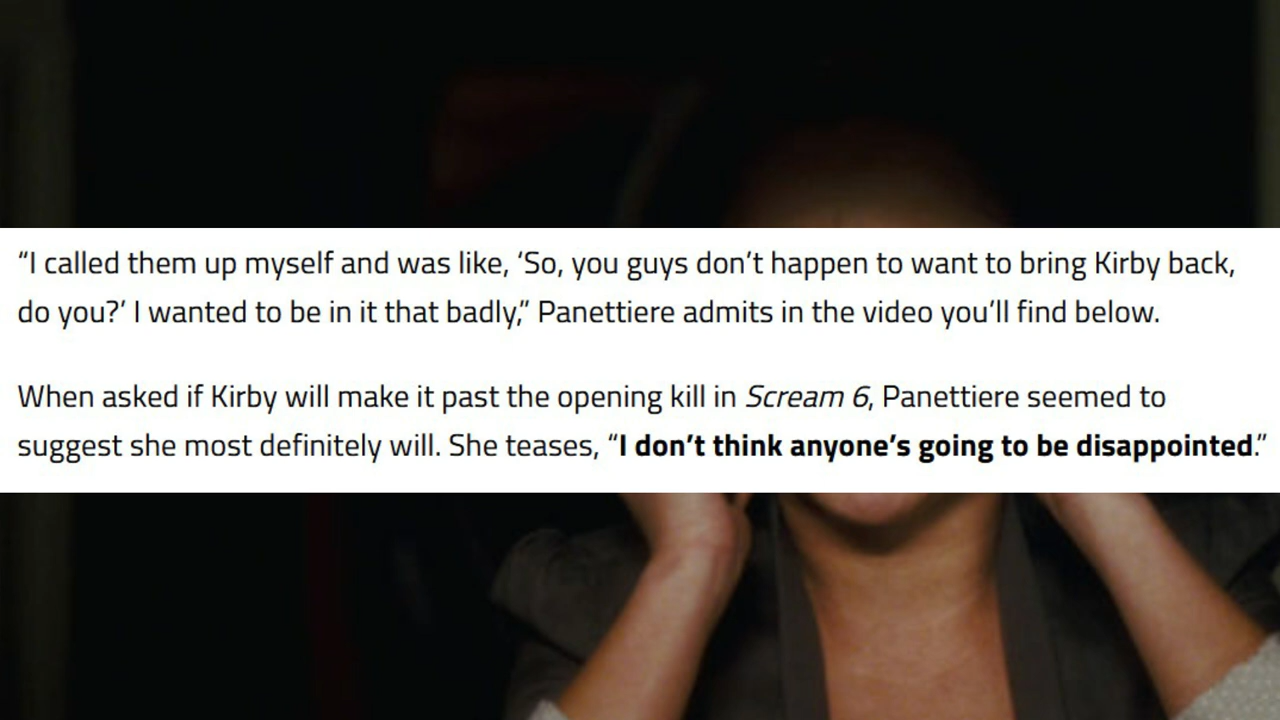 “I called them up myself and was like, ‘So, you guys don’t happen to want to bring Kirby back,
do you?’ I wanted to be in it that badly,” Panettiere admits in the video you’ll find below.
When asked if Kirby will make it past the opening kill in Scream 6, Panettiere seemed to
suggest she most definitely will. She teases, “I don’t think anyone’s going to be disappointed.”